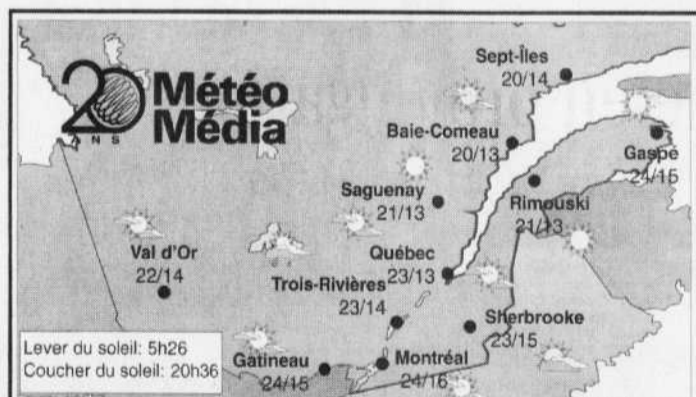 20 ANS
Météo
Média
Sept-Îles
20/14
Baie-Comeau
20/13
Gaspé
24/15
Saguenay
21/13
Rimouski
21/13
Val d'Or
22/14
Québec
23/13
Trois-Rivières
23/14
Sherbrooke
23/15
Lever du soleil: 5h26
Coucher du soleil: 20h36
Gatineau
24/15
Montréal
24/16